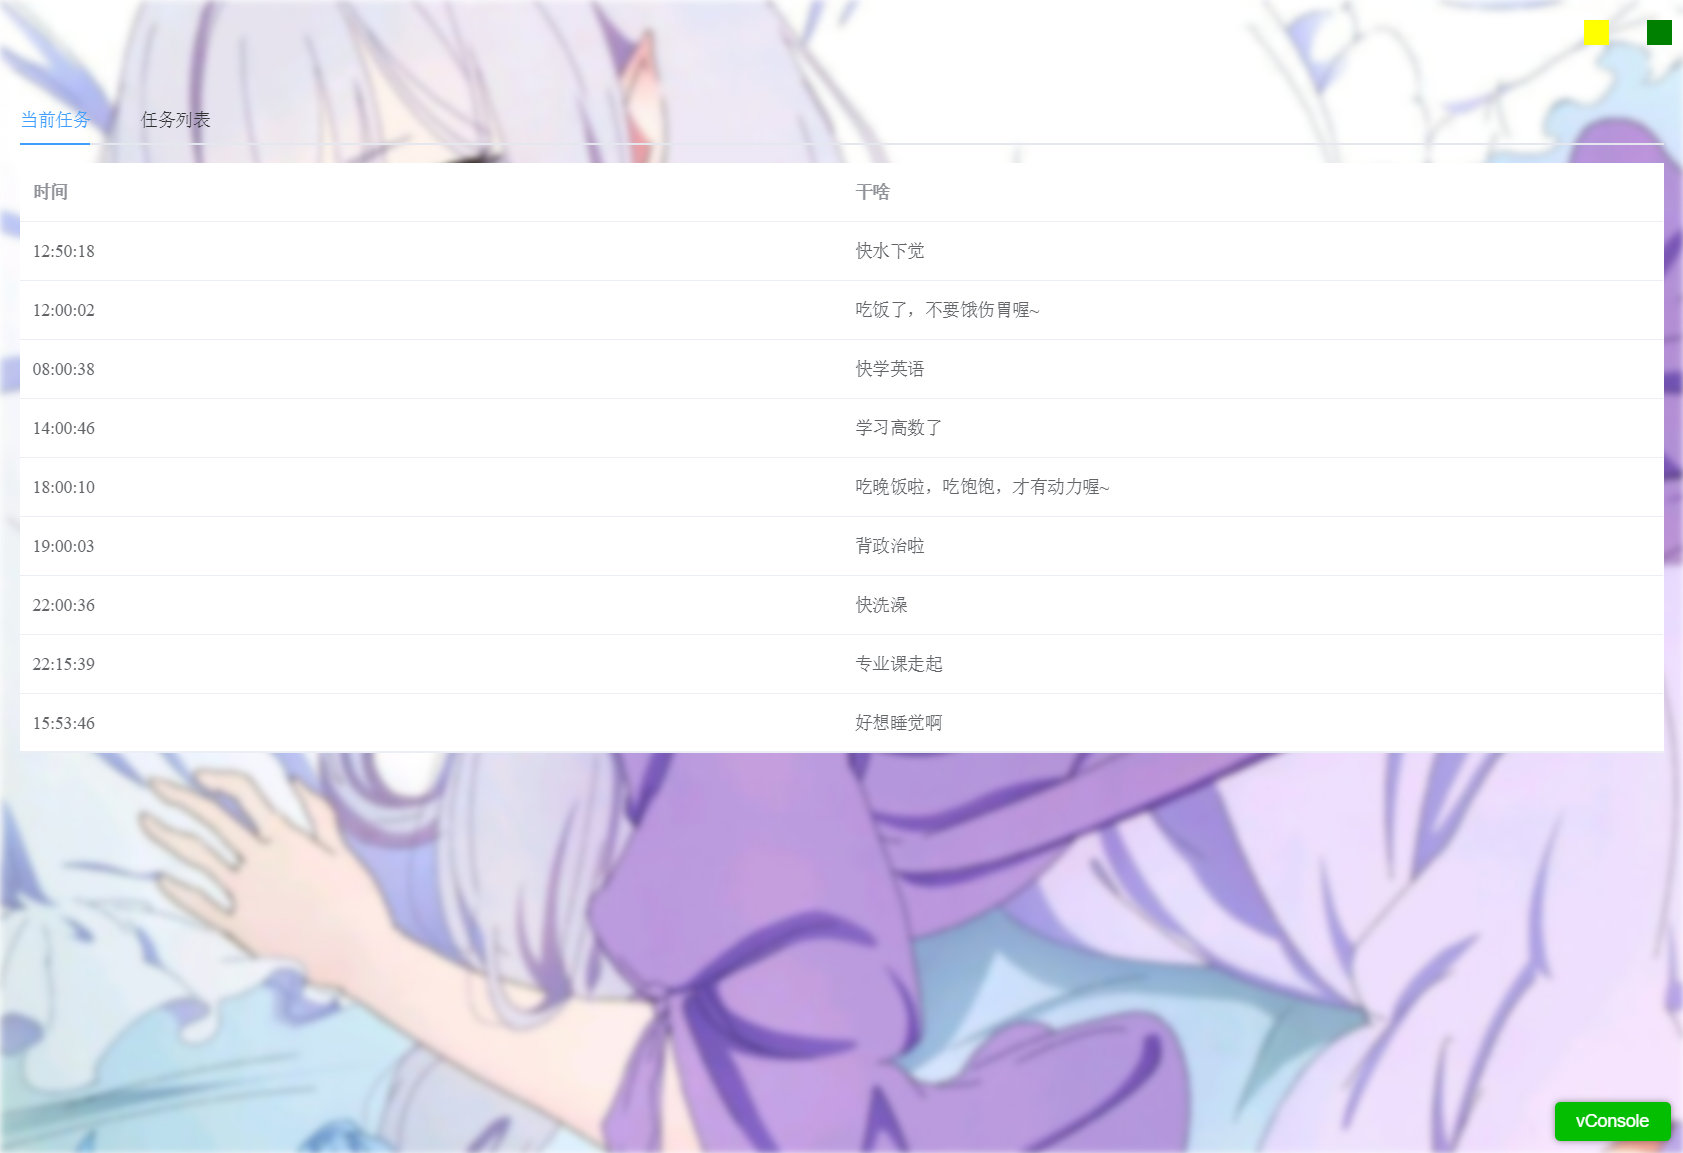 当前任务 任务列表
时间 干啥
12:50:18 快水下觉
12:00:02 吃饭了，不要饿伤胃喔~
08:00:38 快学英语
14:00:46 学习高数了
18:00:10 吃晚饭啦，吃饱饱，才有动力喔~
19:00:03 背政治啦
22:00:36 快洗澡
22:15:39 专业课走起
15:53:46 好想睡觉啊
vConsole